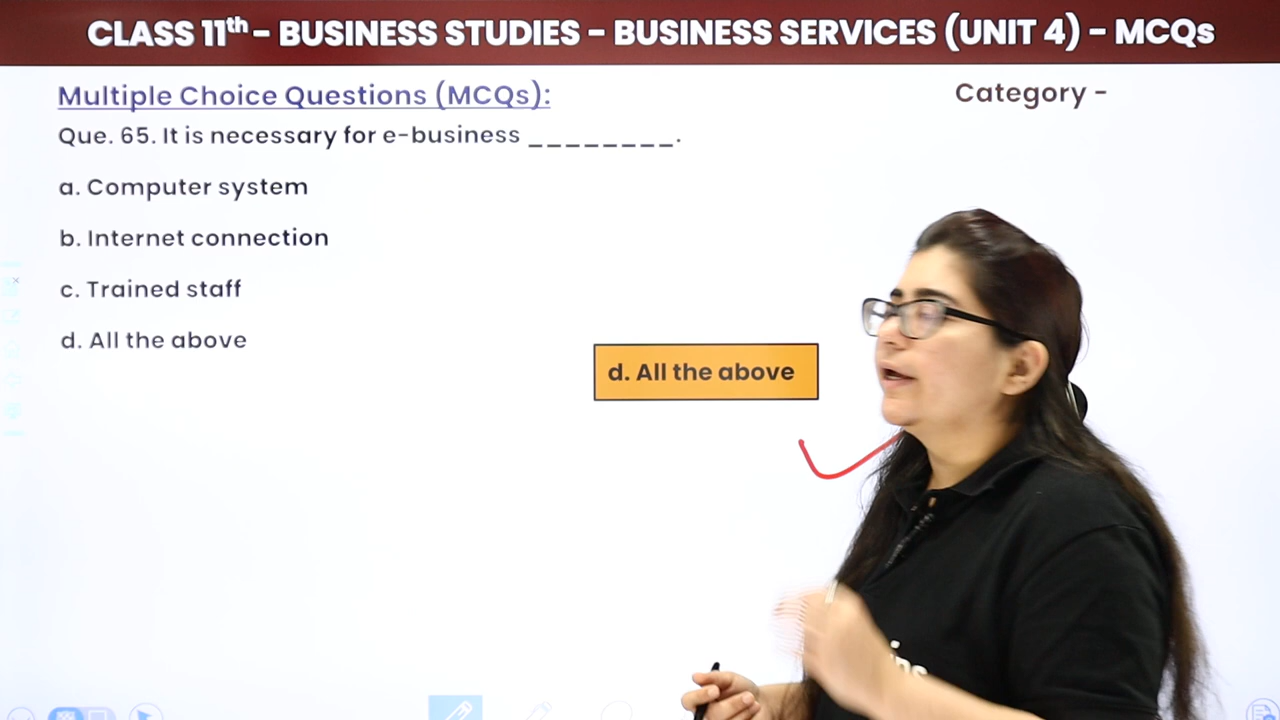 CLASS 11th – BUSINESS STUDIES – BUSINESS SERVICES (UNIT 4) – MCQs
Multiple Choice Questions (MCQs):
Category -
Que. 65. It is necessary for e-business ________.
a. Computer system
b. Internet connection
c. Trained staff
d. All the above
d. All the above